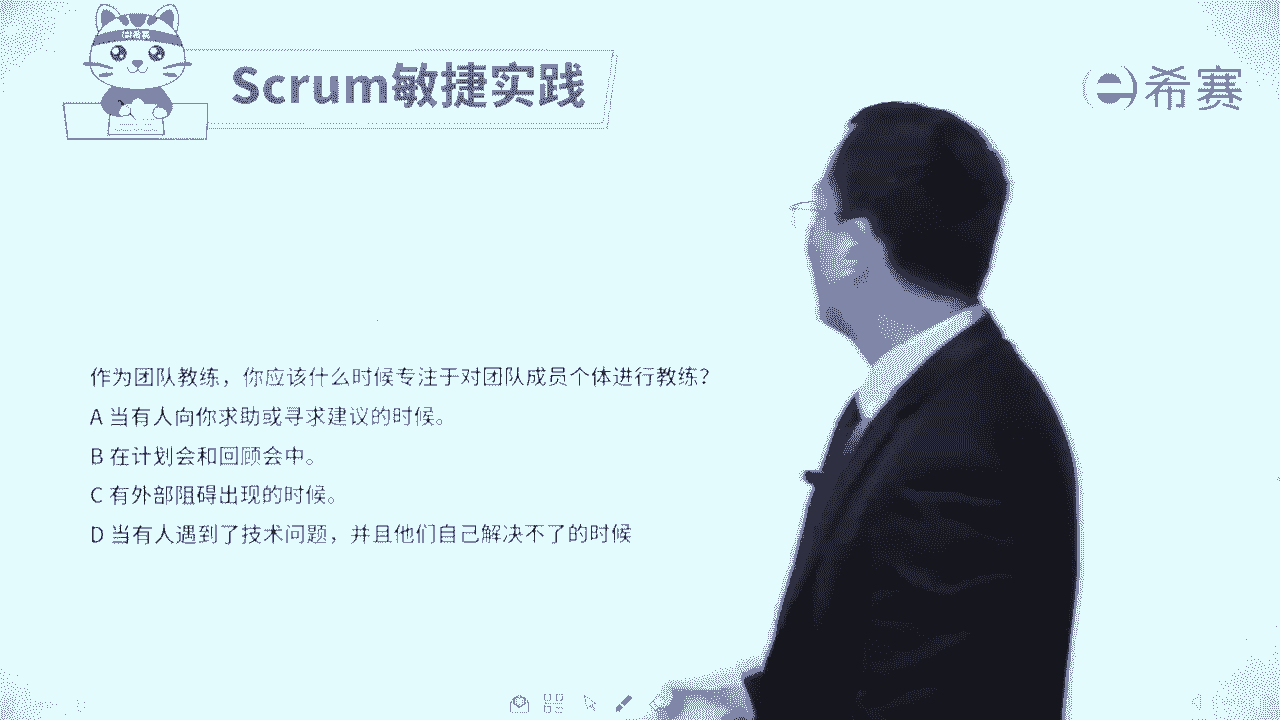 Scrum敏捷实践
希赛
作为团队教练，你应该什么时候专注于对团队成员个体进行教练？
A 当有人向你求助或寻求建议的时候。
B 在计划会和回顾会中。
C 有外部阻碍出现的时候。
D 当有人遇到了技术问题，并且他们自己解决不了的时候